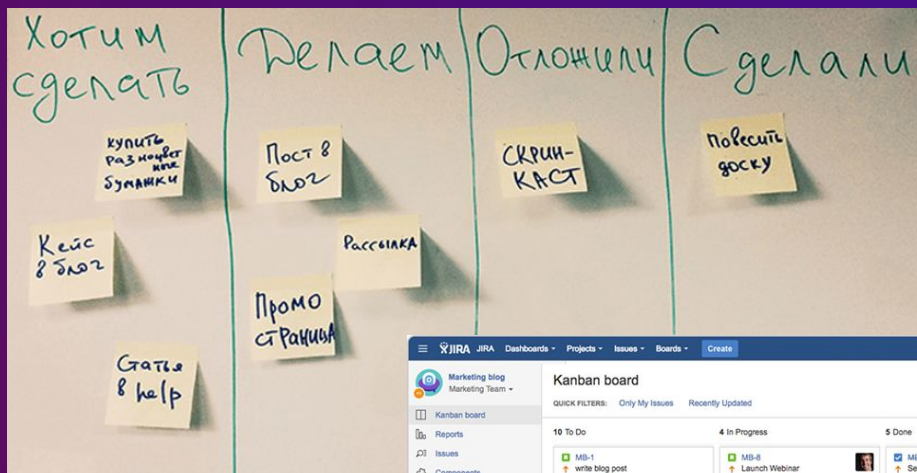 Хотим
сделать
Делаем
Отложили
Сделали
купить
разноцвет
ные
бумажки
Кейс
в блог
Статья
в help
Пост в
блог
Рассылка
Промо
страница
СКРИН-
КАСТ
Повесить
доску
JIRA JIRA Dashboards Projects Issues Boards Create
Marketing blog
Marketing Team
Kanban board
Reports
Issues
Components
Kanban board
QUICK FILTERS: Only My Issues Recently Updated
10 To Do 4 In Progress 5 Done
MB-1
write blog post
MB-8
Launch Webinar